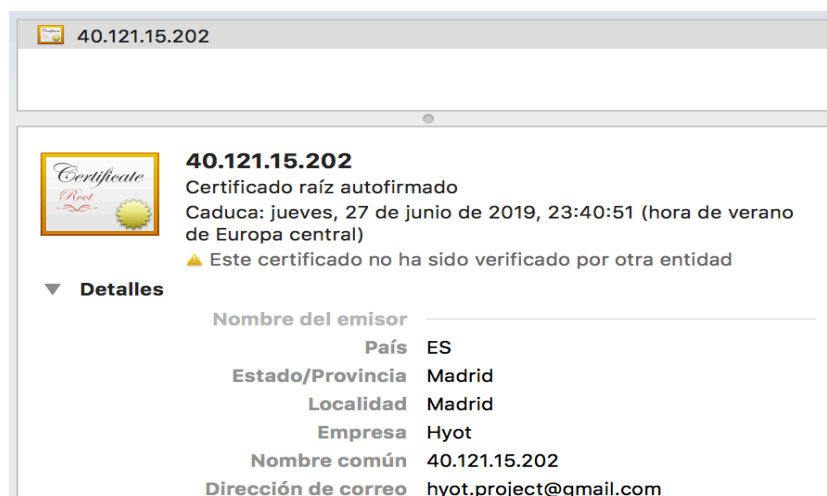 40.121.15.202
Certificate
Root
40.121.15.202
Certificado raíz autofirmado
Caduca: jueves, 27 de junio de 2019, 23:40:51 (hora de verano
de Europa central)
Este certificado no ha sido verificado por otra entidad
Detalles
Nombre del emisor
País ES
Estado/Provincia Madrid
Localidad Madrid
Empresa Hyot
Nombre común 40.121.15.202
Dirección de correo hyot.project@gmail.com